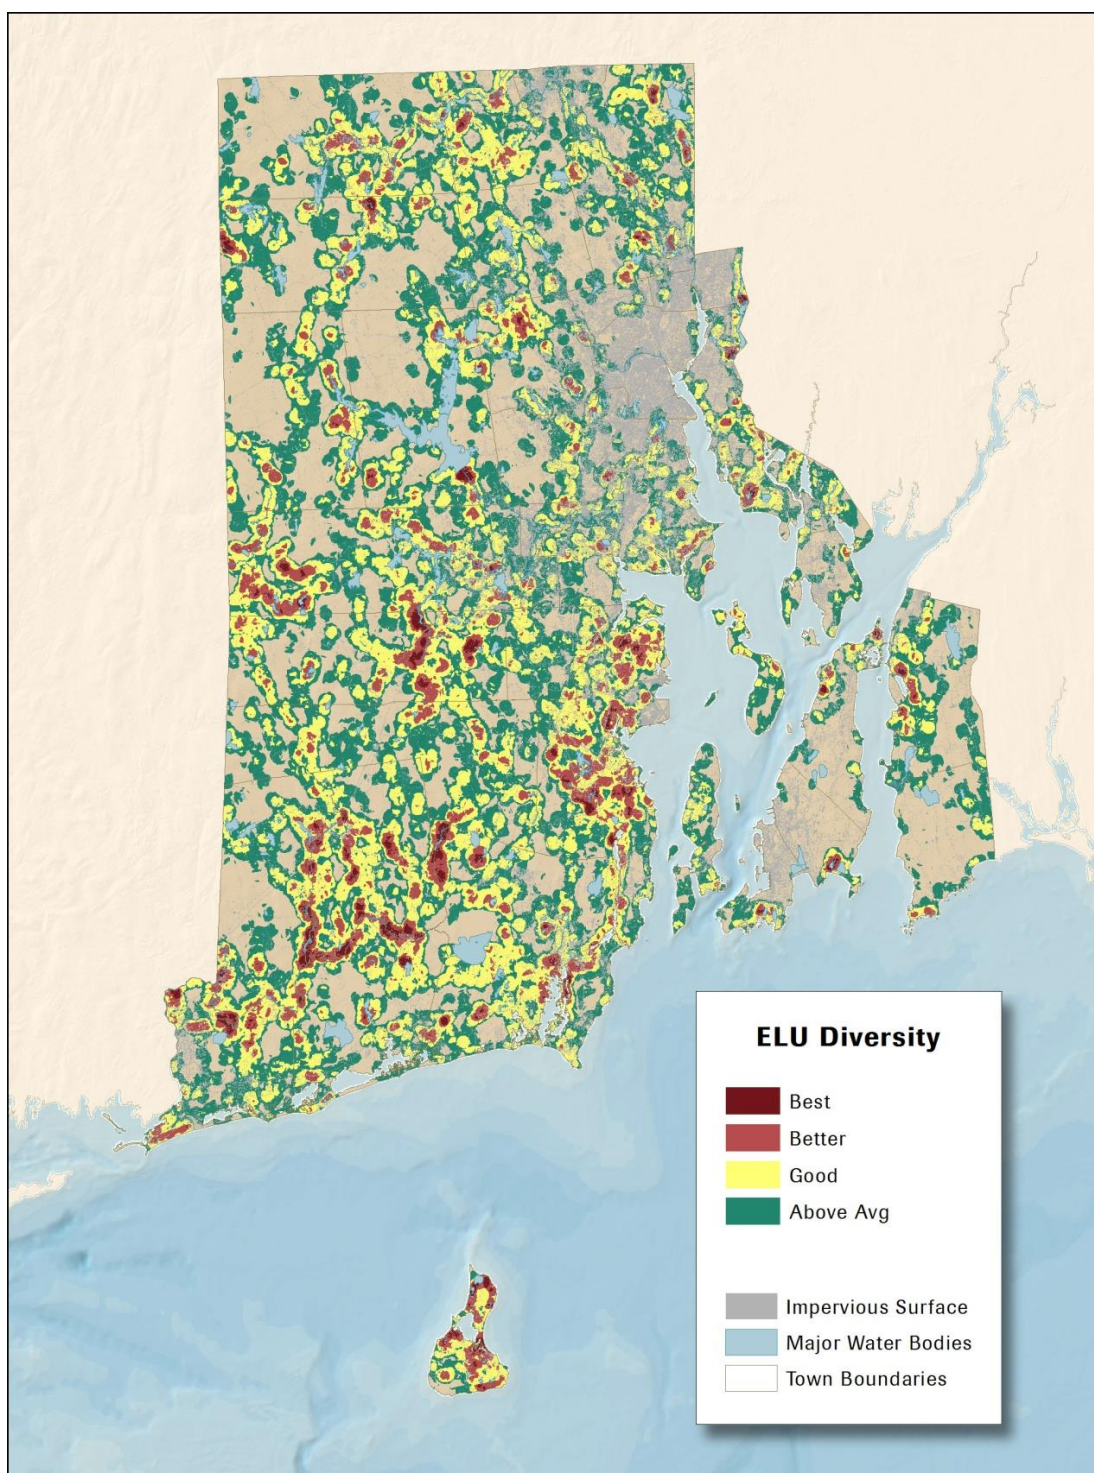 ELU Diversity
Best
Better
Good
Above Avg
Impervious Surface
Major Water Bodies
Town Boundaries